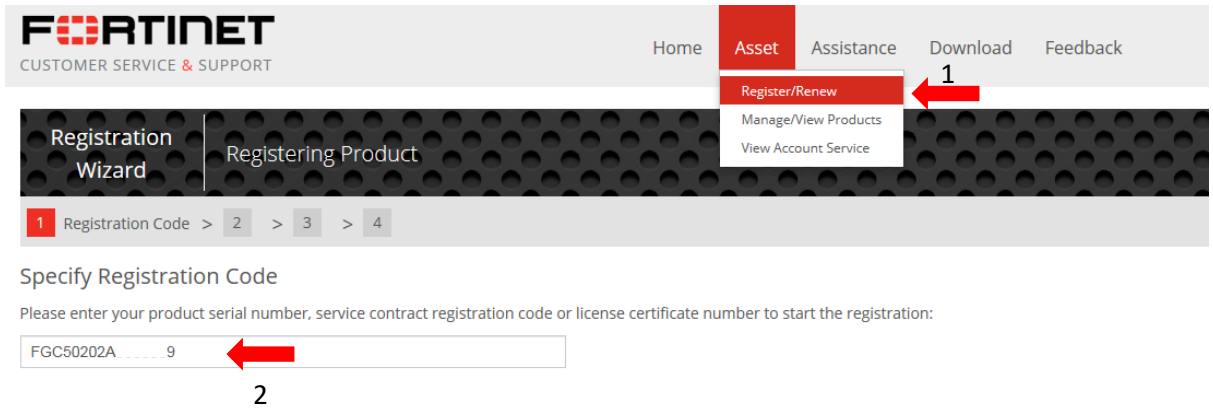 FORTINET
CUSTOMER SERVICE & SUPPORT
Home Asset Assistance Download Feedback
1
Register/Renew
Manage/View Products
View Account Service
Registration
Wizard
Registering Product
1 Registration Code > 2 > 3 > 4
Specify Registration Code
Please enter your product serial number, service contract registration code or license certificate number to start the registration:
FGC50202A 9
2